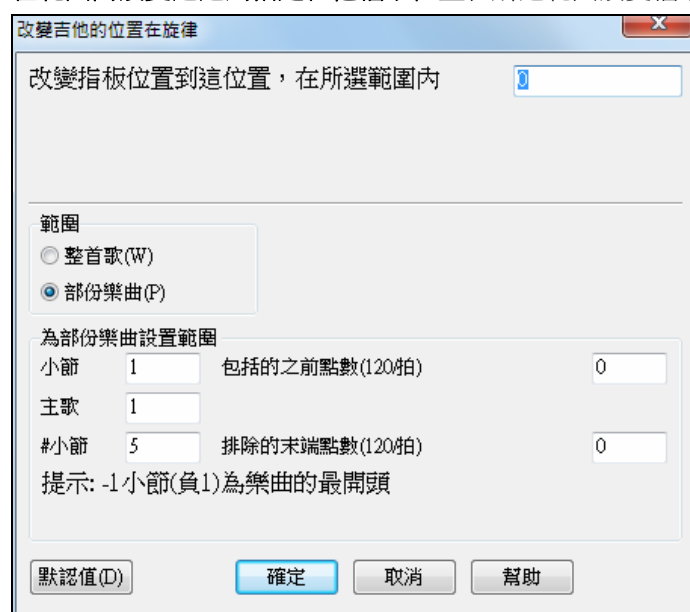 改變吉他的位置在旋律
改變指板位置到這位置，在所選範圍內 0
範圍
整首歌(W)
部份樂曲(P)
為部份樂曲設置範圍
小節 1 包括的之前點數(120/拍) 0
主歌 1
#小節 5 排除的末端點數(120/拍) 0
提示: -1小節(負1)為樂曲的最開頭
默認值(D) 確定 取消 幫助